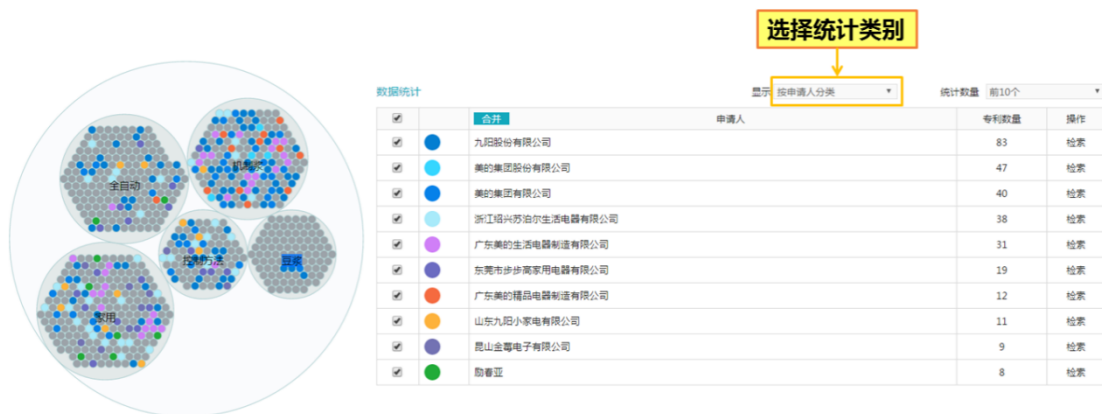 选择统计类别
数据统计 显示 按申请人分类 统计数量 前10个
合并 申请人 专利数量 操作
九阳股份有限公司 83 检索
美的集团股份有限公司 47 检索
美的集团有限公司 40 检索
浙江绍兴苏泊尔生活电器有限公司 38 检索
广东美的生活电器制造有限公司 31 检索
东莞市步步高家用电器有限公司 19 检索
广东美的精品电器制造有限公司 12 检索
山东九阳小家电有限公司 11 检索
昆山金莓电子有限公司 9 检索
励春亚 8 检索
全自动
机制浆
控制方法
豆浆
家用